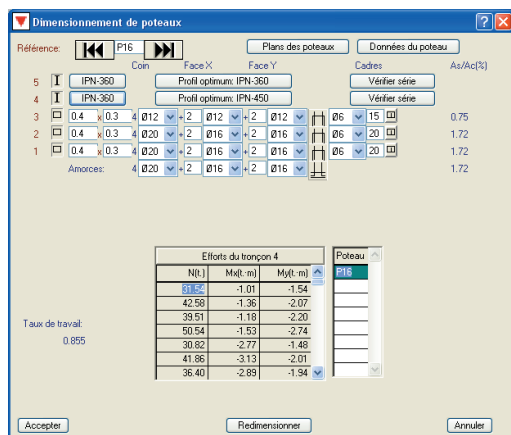 Dimensionnement de poteaux
Référence: P16 Plans des poteaux Données du poteau
Coin Face X Face Y Cadres As/Ac(%)
5 IPN-360 Profil optimum: IPN-360 Vérifier série
4 IPN-360 Profil optimum: IPN-450 Vérifier série
3 0.4 x 0.3 4 Ø12 + 2 Ø12 + 2 Ø12 Ø6 15 0.75
2 0.4 x 0.3 4 Ø20 + 2 Ø16 + 2 Ø16 Ø6 20 1.72
1 0.4 x 0.3 4 Ø20 + 2 Ø16 + 2 Ø16 Ø6 20 1.72
Amorces: 4 Ø20 + 2 Ø16 + 2 Ø16 1.72
Efforts du tronçon 4 Poteau
N(t.) Mx(t·m) My(t·m) P16
31.54 -1.01 -1.54
42.58 -1.36 -2.07
39.51 -1.18 -2.20
50.54 -1.53 -2.74
30.82 -2.77 -1.48
41.86 -3.13 -2.01
36.40 -2.89 -1.94
Taux de travail:
0.855
Accepter Redimensionner Annuler